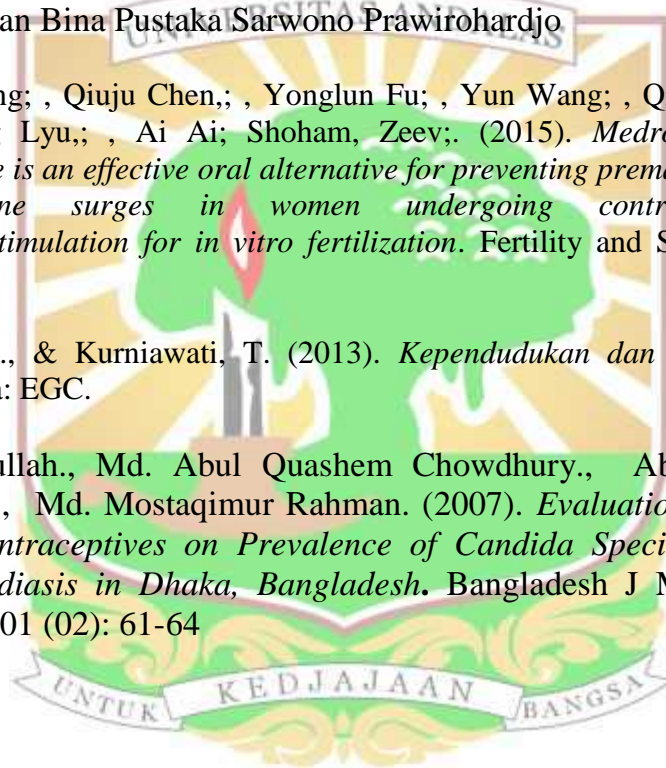 an Bina Pustaka Sarwono Prawirohardjo
UNIVERSITAS ANDALAS
ng; , Qiuju Chen,; , Yonglun Fu; , Yun Wang; , Q
Lyu,; , Ai Ai; Shoham, Zeev;. (2015). Medro
e is an effective oral alternative for preventing prema
ne surges in women undergoing contr
timulation for in vitro fertilization. Fertility and S
., & Kurniawati, T. (2013). Kependudukan dan
a: EGC.
ullah., Md. Abul Quashem Chowdhury., Ab
., Md. Mostaqimur Rahman. (2007). Evaluatio
ntraceptives on Prevalence of Candida Speci
diasis in Dhaka, Bangladesh. Bangladesh J M
01 (02): 61-64
UNTUK KEDJAJAAN BANGSA